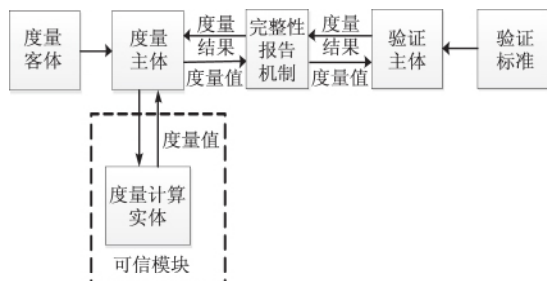 度量
客体
度量
主体
度量
结果
度量值
完整性
报告
机制
度量
结果
度量值
验证
主体
验证
标准
度量值
度量计算
实体
可信模块